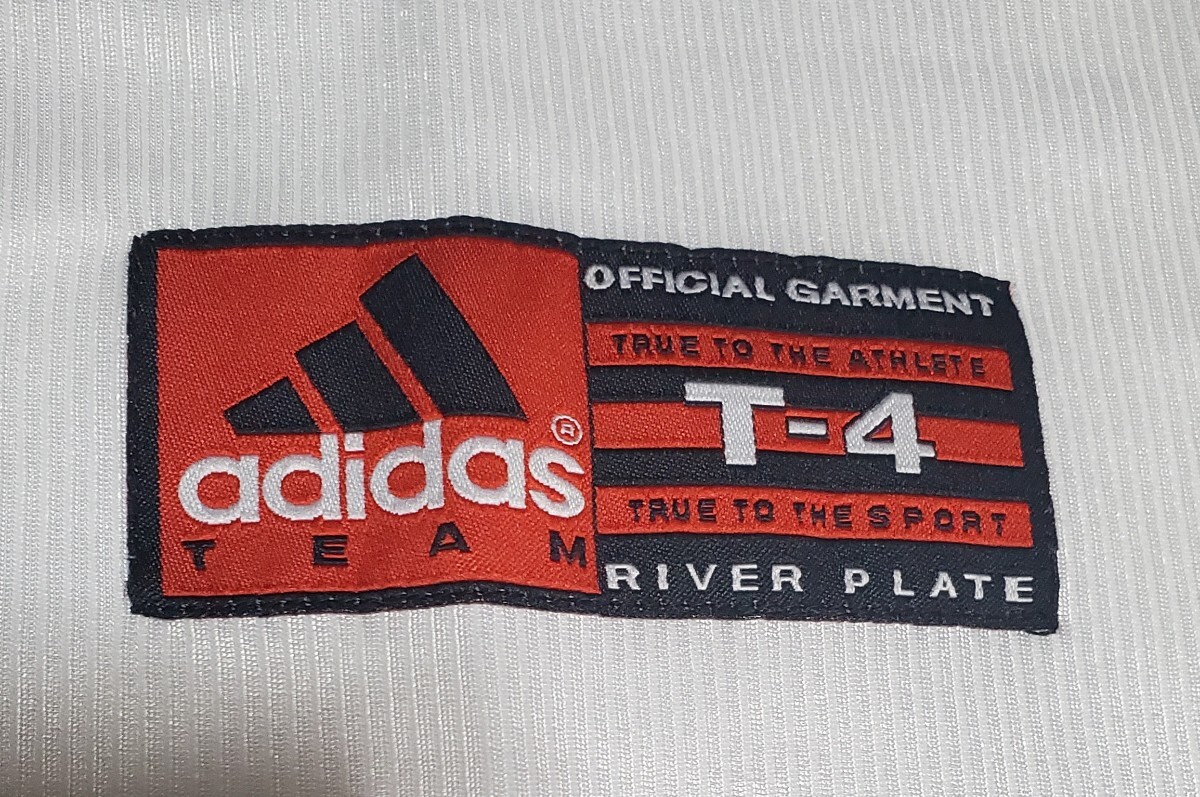 adidas®
TEAM
OFFICIAL GARMENT
TRUE TO THE ATHLETE
T-4
TRUE TO THE SPORT
RIVER PLATE